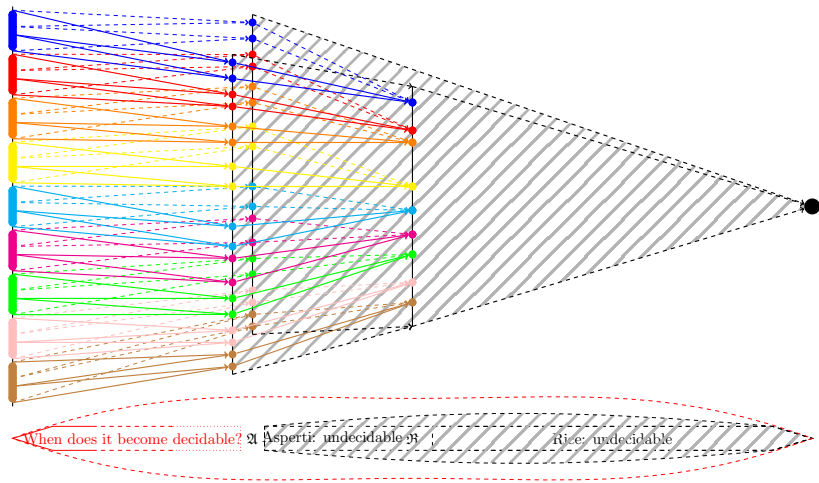 When does it become decidable? 𝔄 Asperti: undecidable ℜ Rice: undecidable